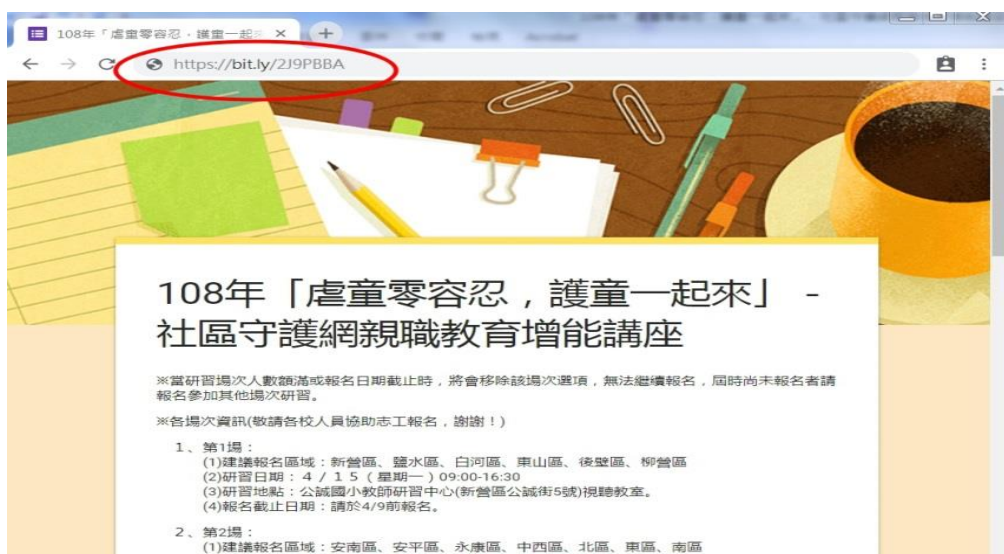 108年「虐童零容忍，護童一起
https://bit.ly/2J9PBBA
108年「虐童零容忍，護童一起來」 -
社區守護網親職教育增能講座
※當研習場次人數額滿或報名日期截止時，將會移除該場次選項，無法繼續報名，屆時尚未報名者請
報名參加其他場次研習。
※各場次資訊(敬請各校人員協助志工報名，謝謝！)
1、第1場：
(1)建議報名區域：新營區、鹽水區、白河區、東山區、後壁區、柳營區
(2)研習日期：４／１５（星期一）09:00-16:30
(3)研習地點：公誠國小教師研習中心(新營區公誠街5號)視聽教室。
(4)報名截止日期：請於4/9前報名。
2、第2場：
(1)建議報名區域：安南區、安平區、永康區、中西區、北區、東區、南區